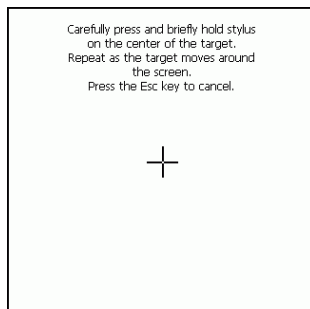 Carefully press and briefly hold stylus
on the center of the target.
Repeat as the target moves around
the screen.
Press the Esc key to cancel.